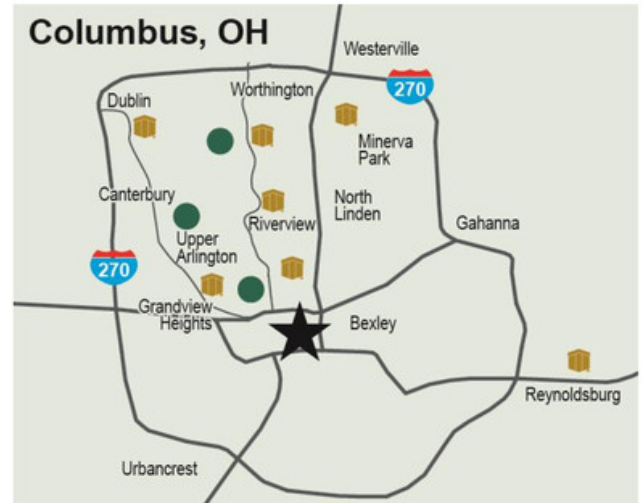 Columbus, OH
Westerville
Dublin
Worthington
270
Minerva
Park
Canterbury
North
Linden
Riverview
Gahanna
Upper
Arlington
270
Grandview
Heights
Bexley
Reynoldsburg
Urbancrest